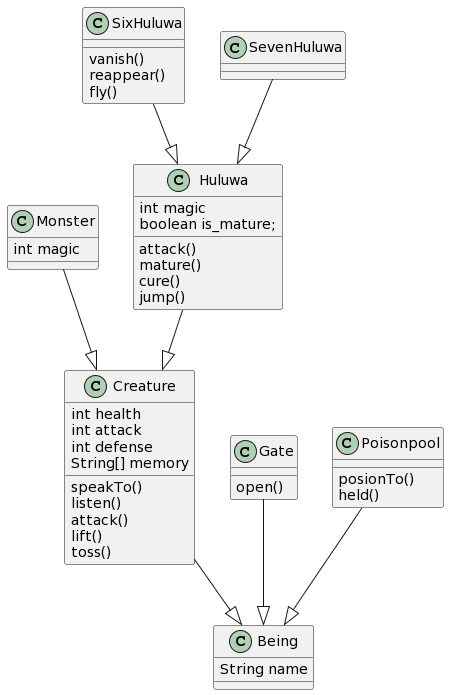 C SixHuluwa
vanish()
reappear()
fly()
C SevenHuluwa
C Huluwa
int magic
boolean is_mature;
attack()
mature()
cure()
jump()
C Monster
int magic
C Creature
int health
int attack
int defense
String[] memory
speakTo()
listen()
attack()
lift()
toss()
C Gate
open()
C Poisonpool
posionTo()
held()
C Being
String name